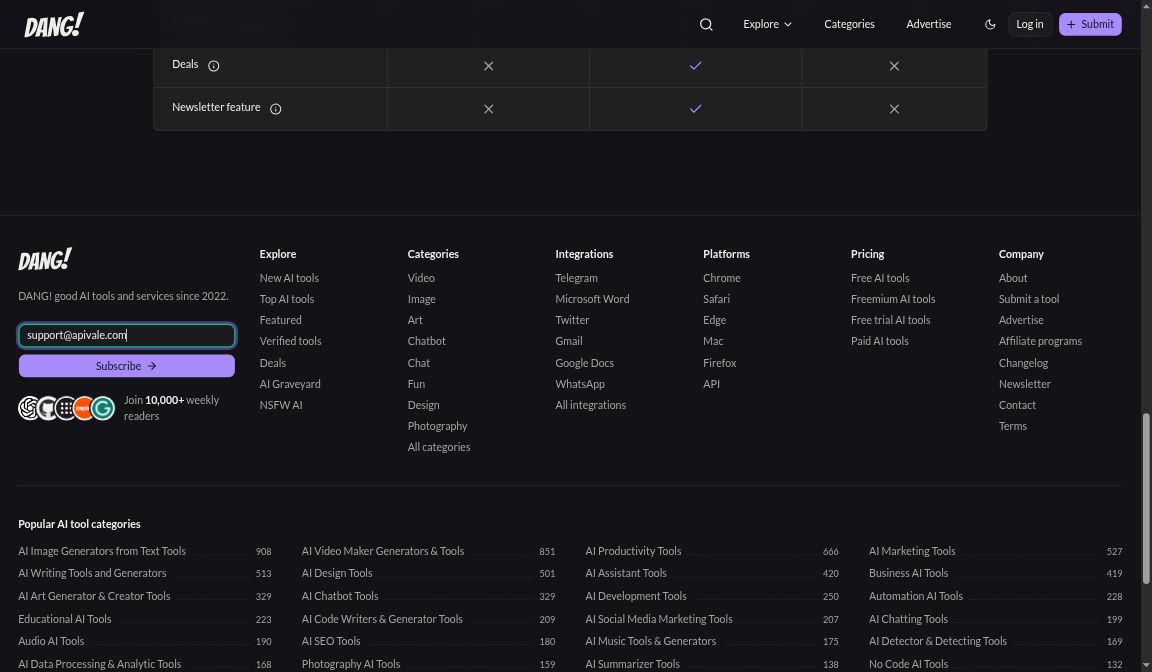 DANG!
Explore
Categories
Advertise
Log in
+ Submit
Deals
Newsletter feature
DANG!
DANG! good AI tools and services since 2022.
support@apivale.com
Subscribe →
Join 10,000+ weekly
readers
Explore
New AI tools
Top AI tools
Featured
Verified tools
Deals
AI Graveyard
NSFW AI
Categories
Video
Image
Art
Chatbot
Chat
Fun
Design
Photography
All categories
Integrations
Telegram
Microsoft Word
Twitter
Gmail
Google Docs
WhatsApp
All integrations
Platforms
Chrome
Safari
Edge
Mac
Firefox
API
Pricing
Free AI tools
Freemium AI tools
Free trial AI tools
Paid AI tools
Company
About
Submit a tool
Advertise
Affiliate programs
Changelog
Newsletter
Contact
Terms
Popular AI tool categories
AI Image Generators from Text Tools 908
AI Video Maker Generators & Tools 851
AI Productivity Tools 666
AI Marketing Tools 527
AI Writing Tools and Generators 513
AI Design Tools 501
AI Assistant Tools 420
Business AI Tools 419
AI Art Generator & Creator Tools 329
AI Chatbot Tools 329
AI Development Tools 250
Automation AI Tools 228
Educational AI Tools 223
AI Code Writers & Generator Tools 209
AI Social Media Marketing Tools 207
AI Chatting Tools 199
Audio AI Tools 190
AI SEO Tools 180
AI Music Tools & Generators 175
AI Detector & Detecting Tools 169
AI Data Processing & Analytic Tools 168
Photography AI Tools 159
AI Summarizer Tools 138
No Code AI Tools 132